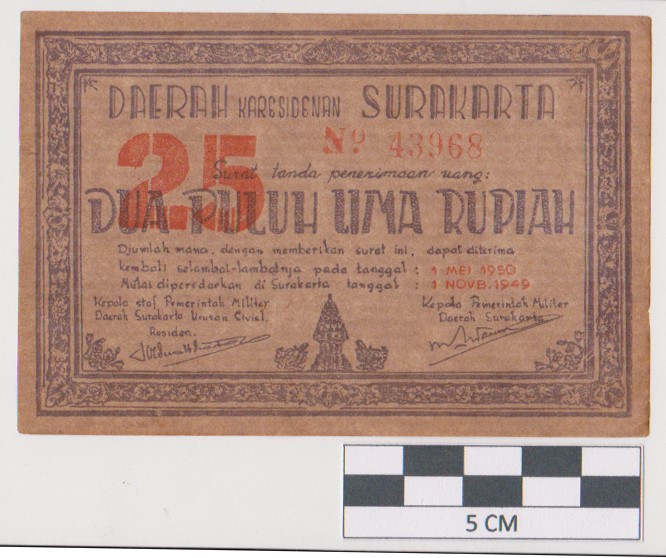 DAERAH KARESIDENAN SURAKARTA
25
Nº 43968
Surat tanda penerimaan uang:
DUA PULUH LIMA RUPIAH
Djumlah mana, dengan memberikan surat ini, dapat diterima
kembali selambat-lambatnja pada tanggal : 1 MEI 1950
Mulai diperedarkan di Surakarta tanggal : 1 NOVB. 1949
Kepala staf Pemerintah Militer
Daerah Surakarta Urusan Civiel.
Residen.
Kepala Pemerintah Militer
Daerah Surakarta
5 CM